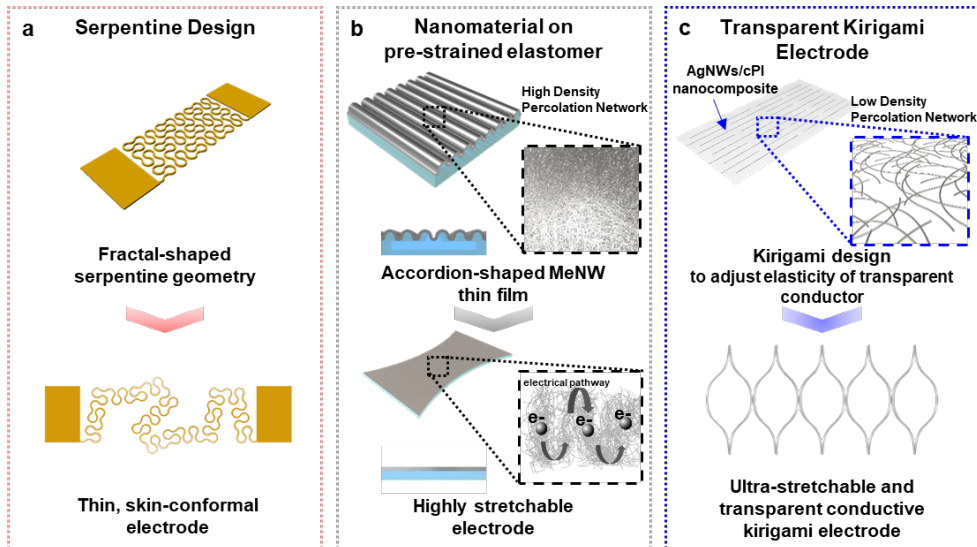 a
Serpentine Design
Fractal-shaped
serpentine geometry
Thin, skin-conformal
electrode
b
Nanomaterial on
pre-strained elastomer
High Density
Percolation Network
Accordion-shaped MeNW
thin film
electrical pathway
e-
e-
e-
Highly stretchable
electrode
c
Transparent Kirigami
Electrode
AgNWs/cPI
nanocomposite
Low Density
Percolation Network
Kirigami design
to adjust elasticity of transparent
conductor
Ultra-stretchable and
transparent conductive
kirigami electrode